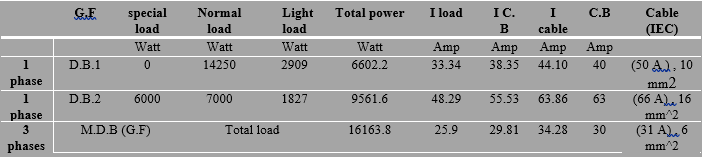 G.F special load Normal load Light load Total power I load I C.B I cable C.B Cable (IEC)
Watt Watt Watt Watt Amp Amp Amp Amp
1 phase D.B.1 0 14250 2909 6602.2 33.34 38.35 44.10 40 (50 A), 10 mm2
1 phase D.B.2 6000 7000 1827 9561.6 48.29 55.53 63.86 63 (66 A), 16 mm^2
3 phases M.D.B (G.F) Total load 16163.8 25.9 29.81 34.28 30 (31 A), 6 mm^2